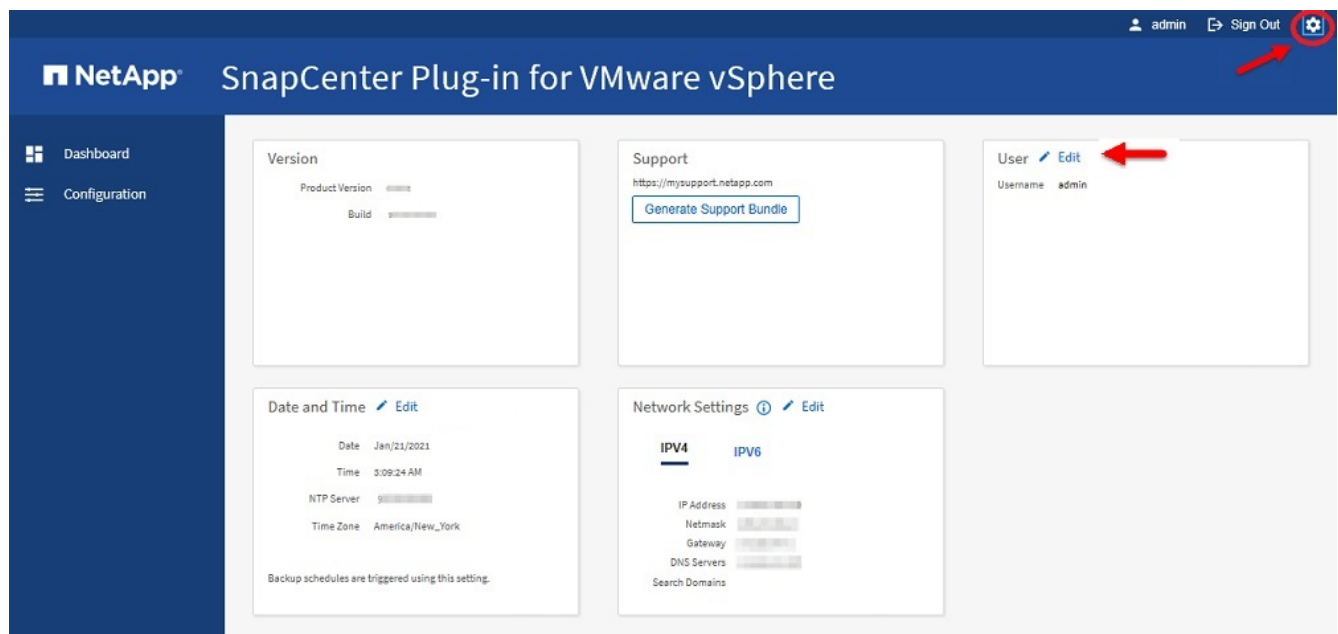 admin Sign Out
NetApp SnapCenter Plug-in for VMware vSphere
Dashboard
Configuration
Version
Product Version
Build
Support
https://mysupport.netapp.com
Generate Support Bundle
User Edit
Username admin
Date and Time Edit
Date Jan/21/2021
Time 3:09:24 AM
NTP Server
Time Zone America/New_York
Backup schedules are triggered using this setting.
Network Settings Edit
IPV4 IPV6
IP Address
Netmask
Gateway
DNS Servers
Search Domains